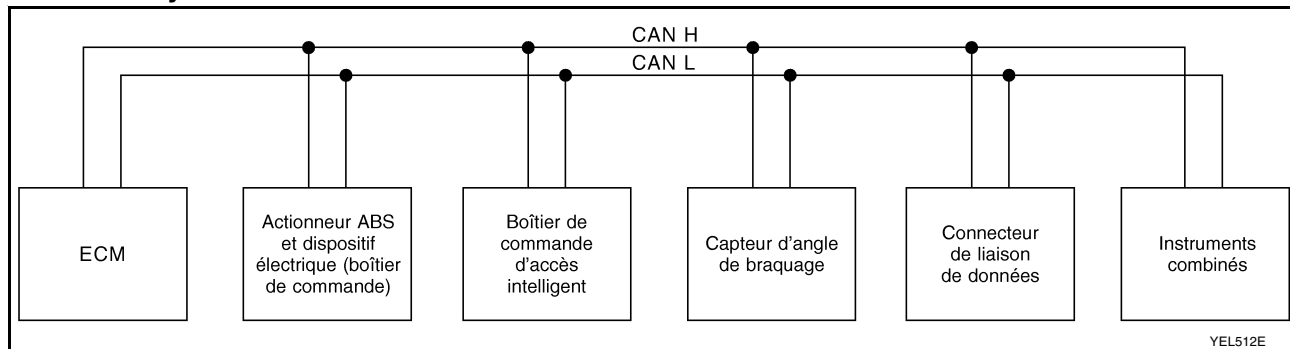 CAN H
CAN L
ECM
Actionneur ABS
et dispositif
électrique (boîtier
de commande)
Boîtier de
commande
d'accès
intelligent
Capteur d'angle
de braquage
Connecteur
de liaison
de données
Instruments
combinés
YEL512E